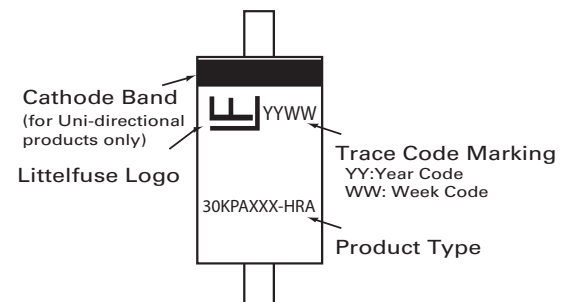 Cathode Band
(for Uni-directional
products only)
Littelfuse Logo
YYWW
Trace Code Marking
YY:Year Code
WW: Week Code
30KPAXXX-HRA
Product Type